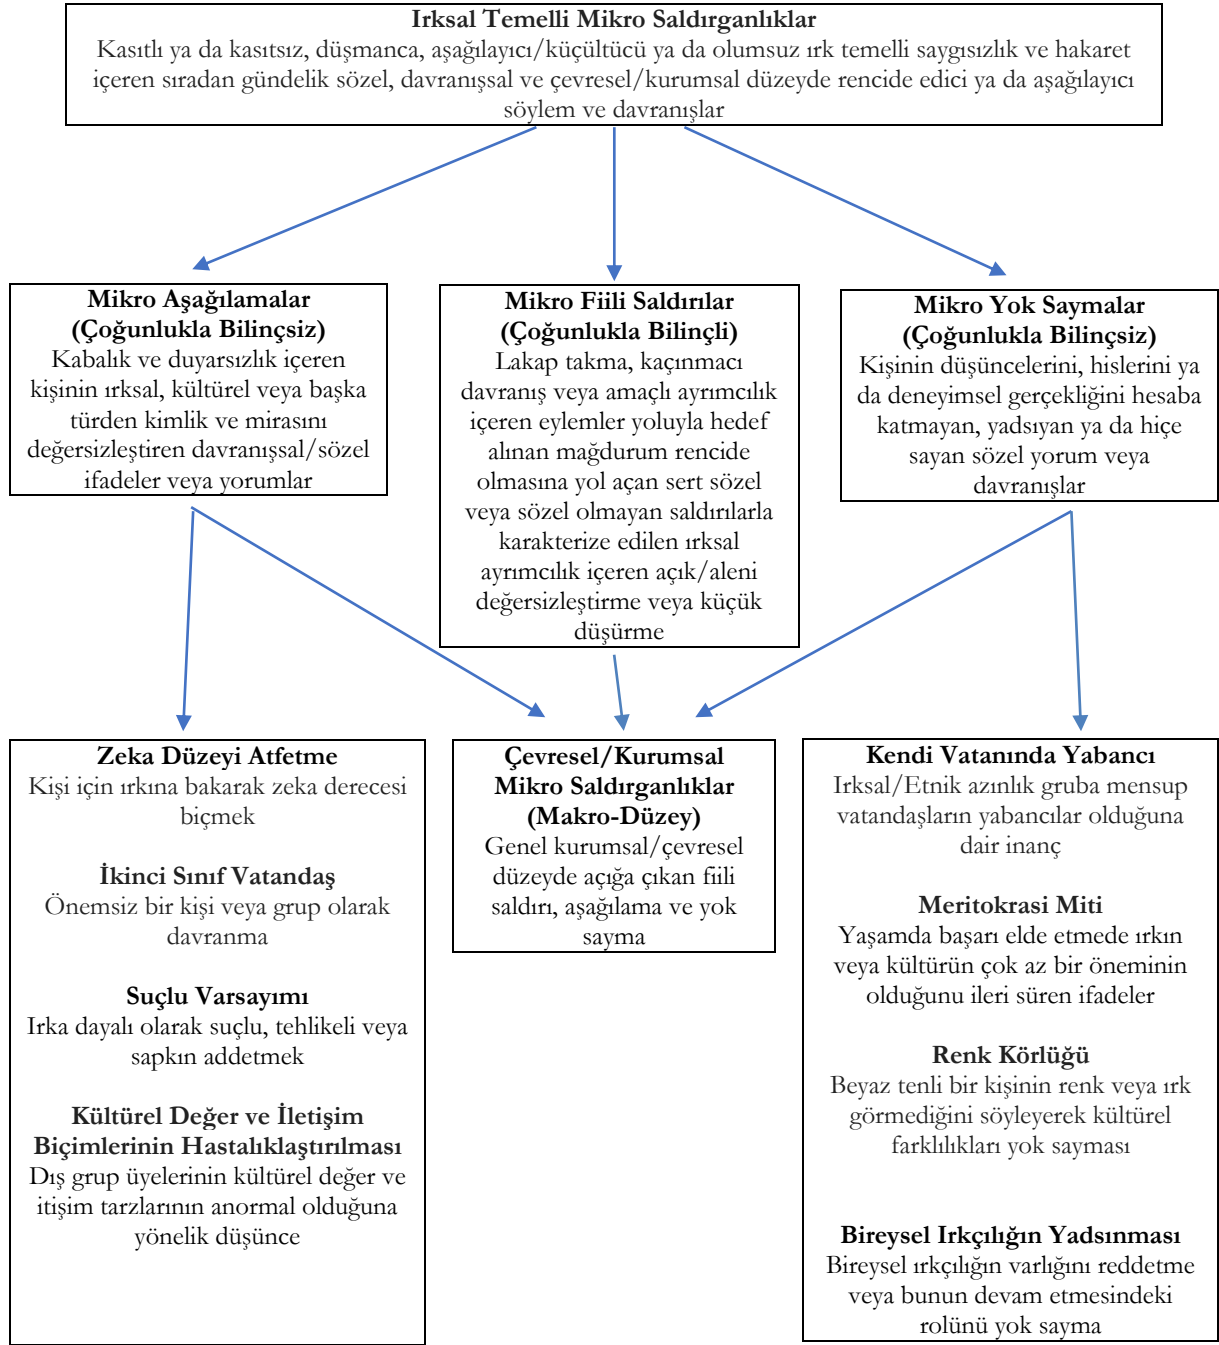 Irksal Temelli Mikro Saldırganlıklar
Kasıtlı ya da kasıtsız, düşmanca, aşağılayıcı/küçültücü ya da olumsuz ırk temelli saygısızlık ve hakaret
içeren sıradan gündelik sözel, davranışsal ve çevresel/kurumsal düzeyde rencide edici ya da aşağılayıcı
söylem ve davranışlar
Mikro Aşağılamalar
(Çoğunlukla Bilinçsiz)
Kabalık ve duyarsızlık içeren
kişinin ırksal, kültürel veya başka
türden kimlik ve mirasını
değersizleştiren davranışsal/sözel
ifadeler veya yorumlar
Mikro Fiili Saldırılar
(Çoğunlukla Bilinçli)
Lakap takma, kaçınmacı
davranış veya amaçlı ayrımcılık
içeren eylemler yoluyla hedef
alınan mağdurum rencide
olmasına yol açan sert sözel
veya sözel olmayan saldırılarla
karakterize edilen ırksal
ayrımcılık içeren açık/aleni
değersizleştirme veya küçük
düşürme
Mikro Yok Saymalar
(Çoğunlukla Bilinçsiz)
Kişinin düşüncelerini, hislerini ya
da deneyimsel gerçekliğini hesaba
katmayan, yadsıyan ya da hiçe
sayan sözel yorum veya
davranışlar
Zeka Düzeyi Atfetme
Kişi için ırkına bakarak zeka derecesi
biçmek
İkinci Sınıf Vatandaş
Önemsiz bir kişi veya grup olarak
davranma
Suçlu Varsayımı
Irka dayalı olarak suçlu, tehlikeli veya
sapkın addetmek
Kültürel Değer ve İletişim
Biçimlerinin Hastalıklaştırılması
Dış grup üyelerinin kültürel değer ve
itişim tarzlarının anormal olduğuna
yönelik düşünce
Çevresel/Kurumsal
Mikro Saldırganlıklar
(Makro-Düzey)
Genel kurumsal/çevresel
düzeyde açığa çıkan fiili
saldırı, aşağılama ve yok
sayma
Kendi Vatanında Yabancı
Irksal/Etnik azınlık gruba mensup
vatandaşların yabancılar olduğuna
dair inanç
Meritokrasi Miti
Yaşamda başarı elde etmede ırkın
veya kültürün çok az bir öneminin
olduğunu ileri süren ifadeler
Renk Körlüğü
Beyaz tenli bir kişinin renk veya ırk
görmediğini söyleyerek kültürel
farklılıkları yok sayması
Bireysel Irkçılığın Yadsınması
Bireysel ırkçılığın varlığını reddetme
veya bunun devam etmesindeki
rolünü yok sayma